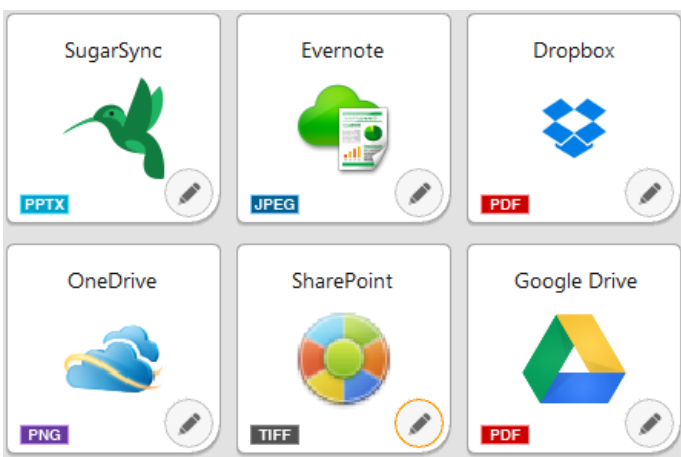 SugarSync
Evernote
Dropbox
PPTX
JPEG
PDF
OneDrive
SharePoint
Google Drive
PNG
TIFF
PDF